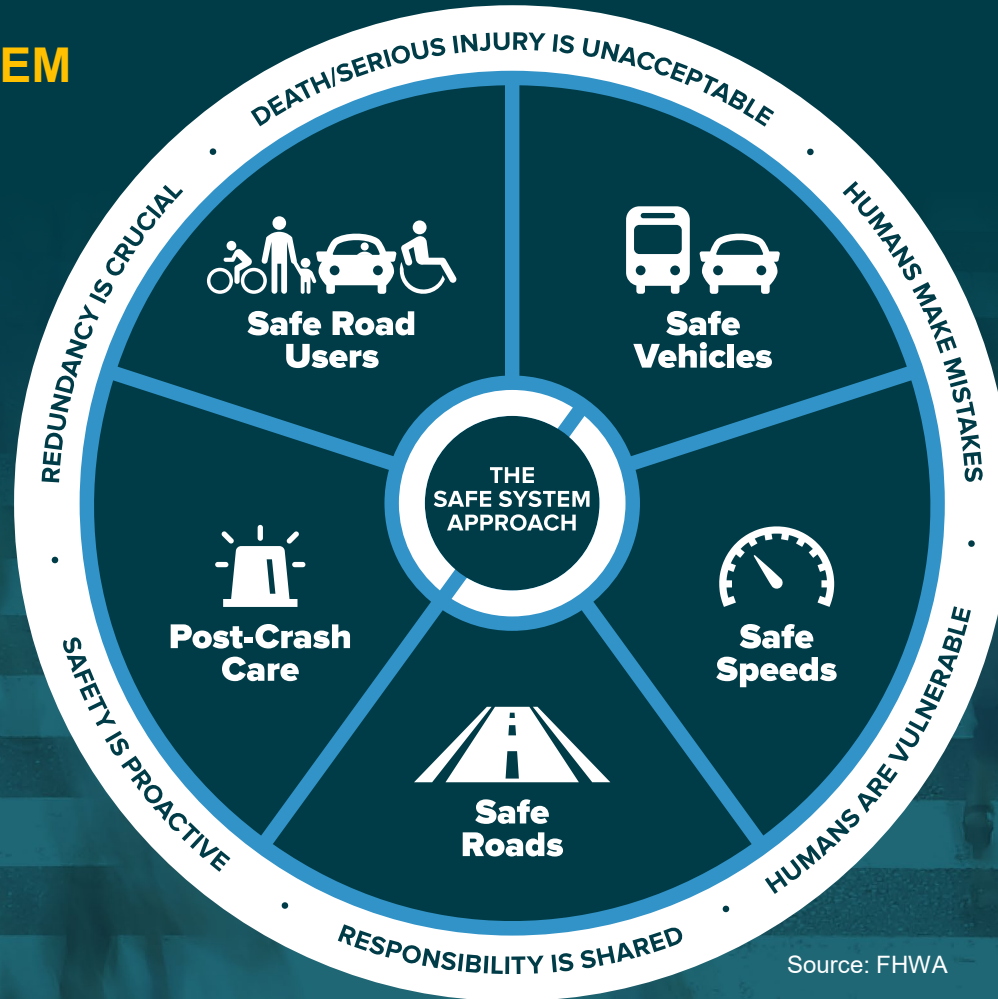 EM
DEATH/SERIOUS INJURY IS UNACCEPTABLE
HUMANS MAKE MISTAKES
HUMANS ARE VULNERABLE
RESPONSIBILITY IS SHARED
SAFETY IS PROACTIVE
REDUNDANCY IS CRUCIAL
Safe Road
Users
Safe
Vehicles
THE
SAFE SYSTEM
APPROACH
Post-Crash
Care
Safe
Speeds
Safe
Roads
Source: FHWA